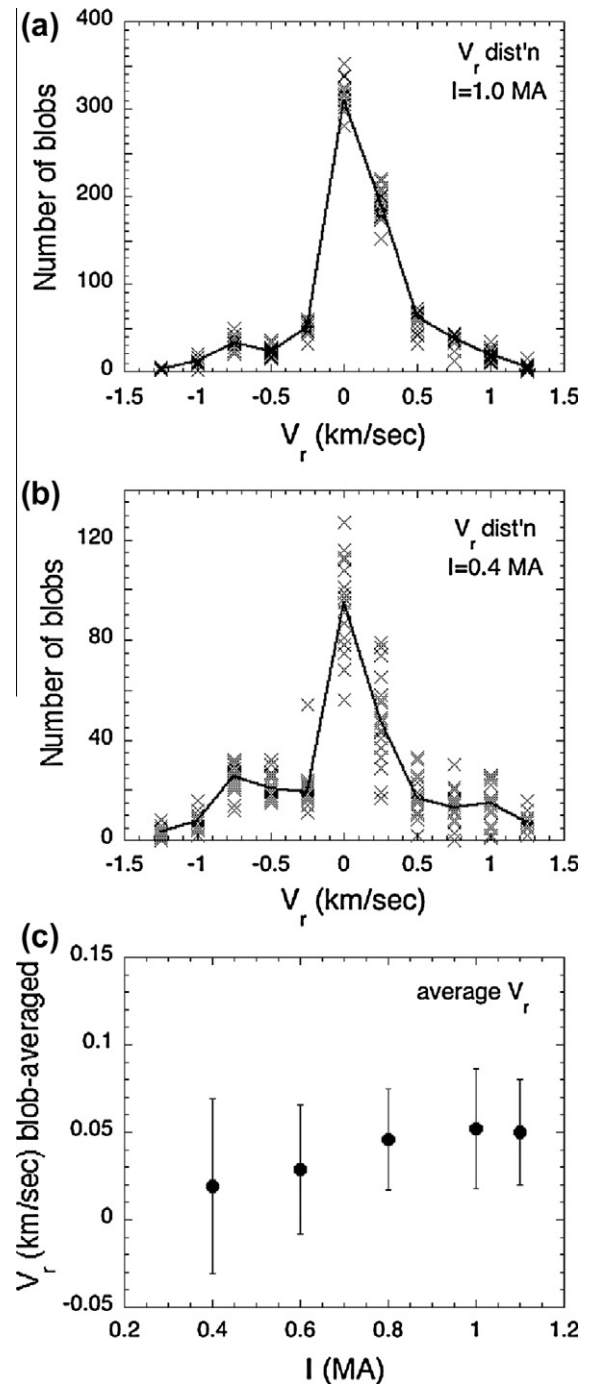 (a)
400
300
200
100
0
Number of blobs
V_r dist'n
I=1.0 MA
-1.5 -1 -0.5 0 0.5 1 1.5
V_r (km/sec)
(b)
120
80
40
0
Number of blobs
V_r dist'n
I=0.4 MA
-1.5 -1 -0.5 0 0.5 1 1.5
V_r (km/sec)
(c)
0.15
0.1
0.05
0
-0.05
V_r (km/sec) blob-averaged
average V_r
0.2 0.4 0.6 0.8 1 1.2
I (MA)